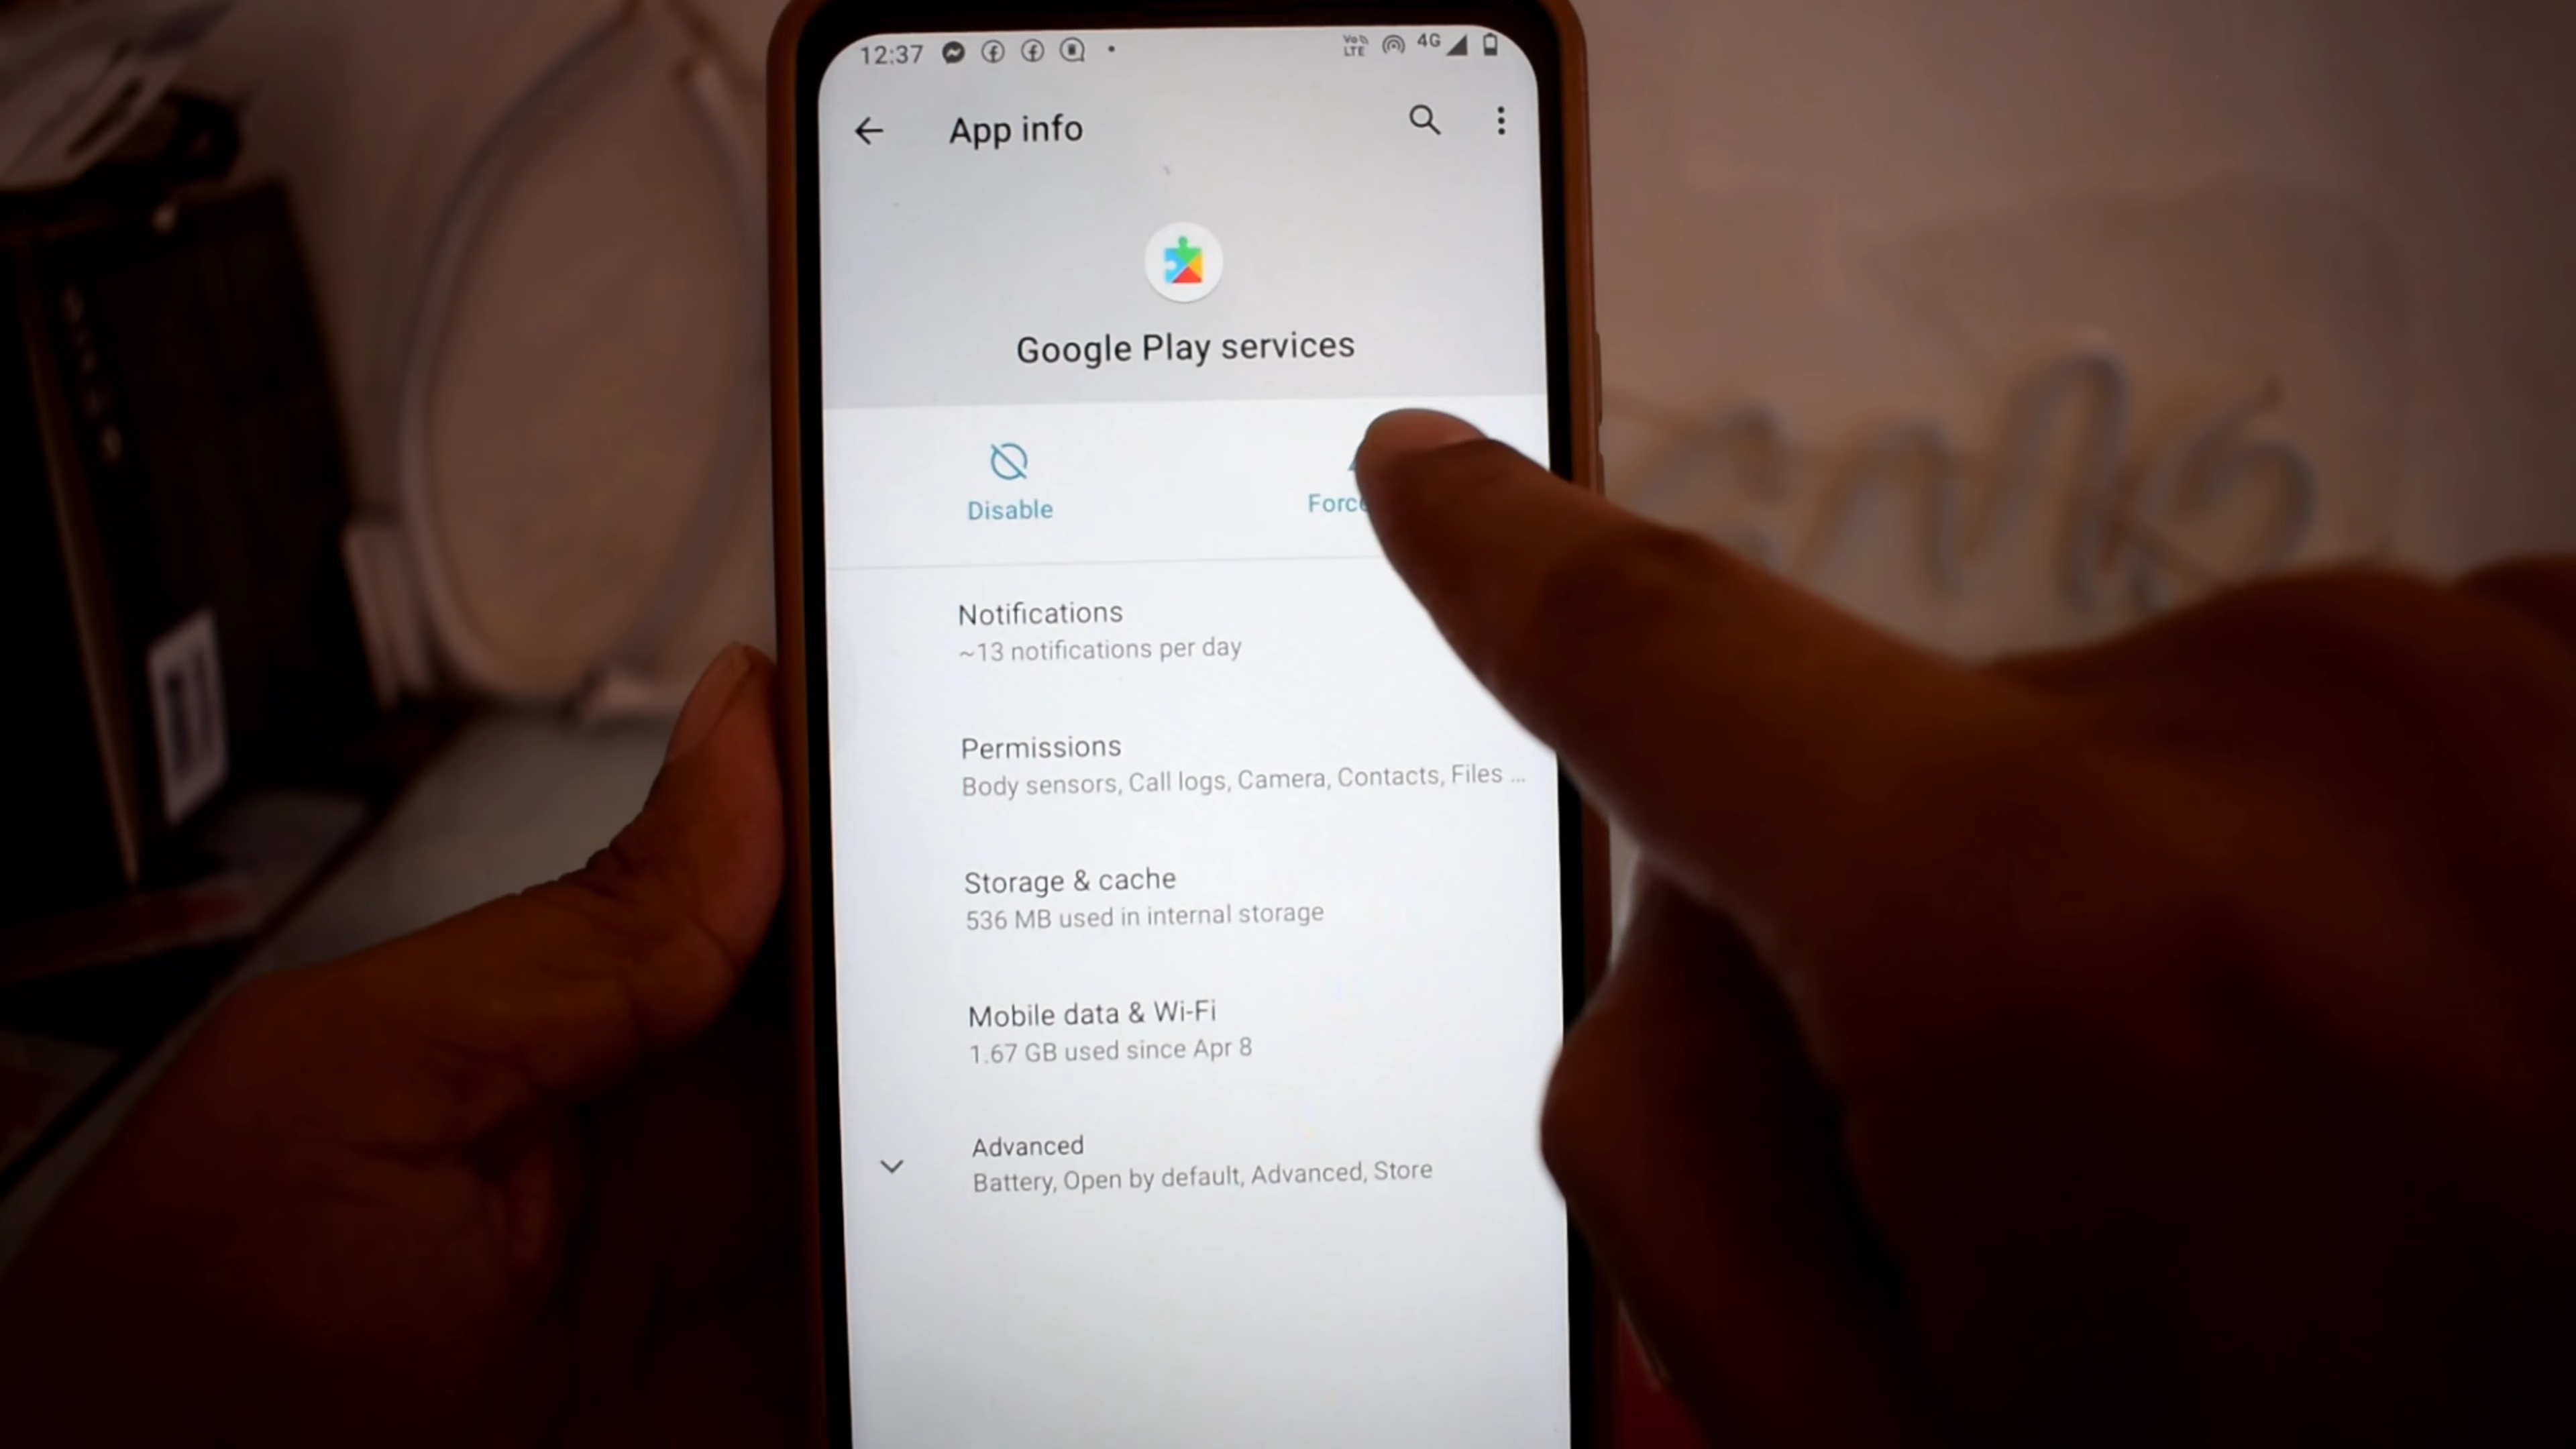 12:37
Vo LTE 4G
App info
Google Play services
Disable
Force
Notifications
~13 notifications per day
Permissions
Body sensors, Call logs, Camera, Contacts, Files ...
Storage & cache
536 MB used in internal storage
Mobile data & Wi-Fi
1.67 GB used since Apr 8
Advanced
Battery, Open by default, Advanced, Store